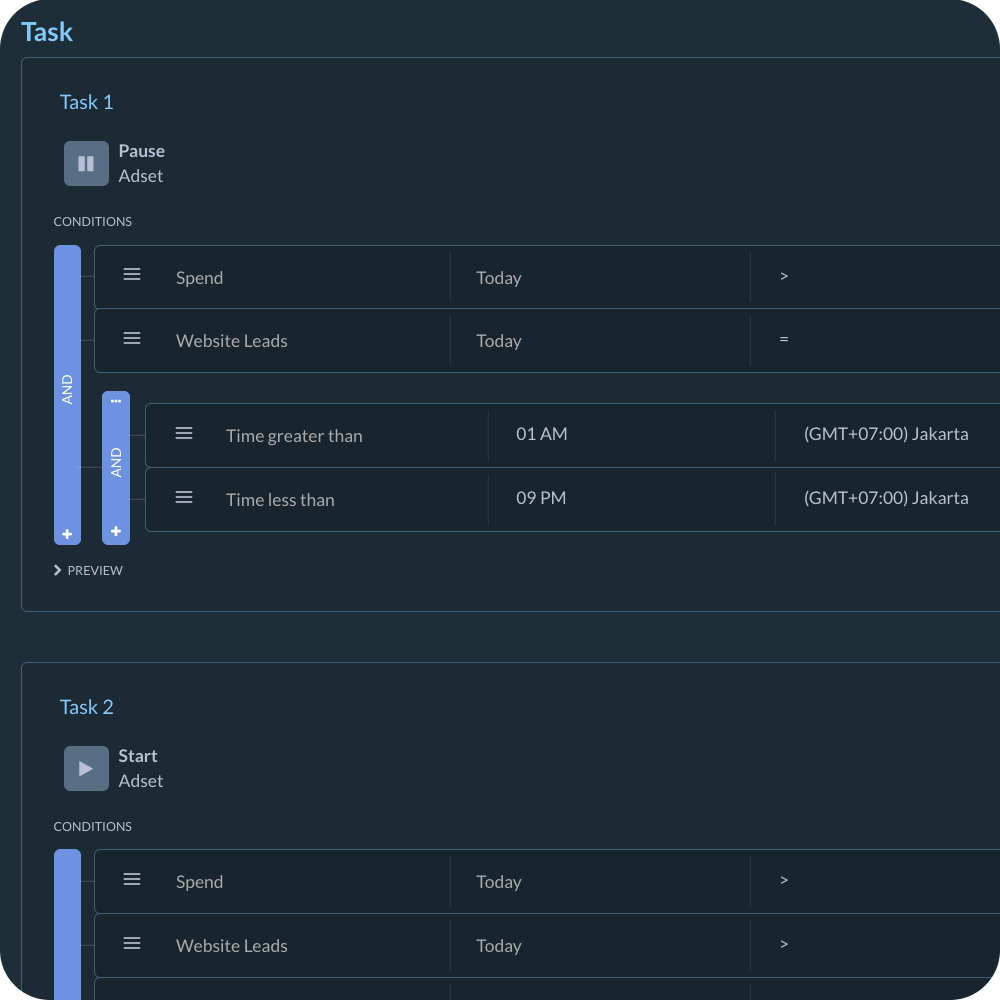 Task
Task 1
Pause
Adset
CONDITIONS
AND
Spend Today >
Website Leads Today =
AND
Time greater than 01 AM (GMT+07:00) Jakarta
Time less than 09 PM (GMT+07:00) Jakarta
PREVIEW
Task 2
Start
Adset
CONDITIONS
Spend Today >
Website Leads Today >